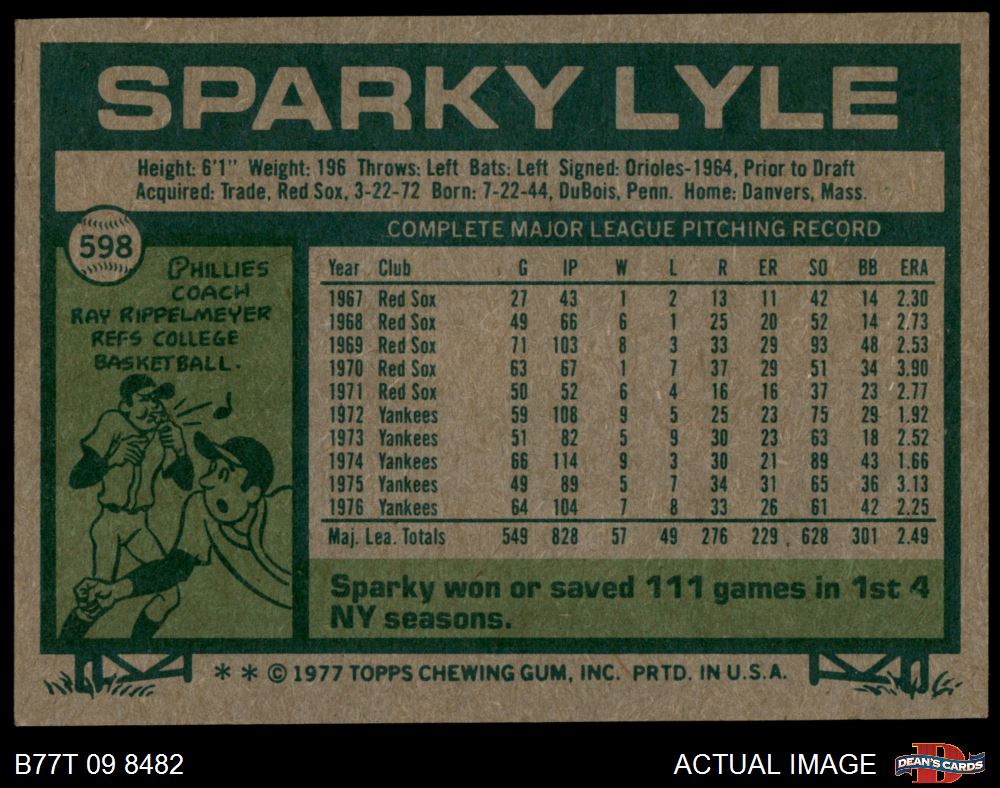 SPARKY LYLE
Height: 6'1" Weight: 196 Throws: Left Bats: Left Signed: Orioles-1964, Prior to Draft
Acquired: Trade, Red Sox, 3-22-72 Born: 7-22-44, DuBois, Penn. Home: Danvers, Mass.
598
PHILLIES
COACH
RAY RIPPELMEYER
REFS COLLEGE
BASKETBALL.
COMPLETE MAJOR LEAGUE PITCHING RECORD
Year Club G IP W L R ER SO BB ERA
1967 Red Sox 27 43 1 2 13 11 42 14 2.30
1968 Red Sox 49 66 6 1 25 20 52 14 2.73
1969 Red Sox 71 103 8 3 33 29 93 48 2.53
1970 Red Sox 63 67 1 7 37 29 51 34 3.90
1971 Red Sox 50 52 6 4 16 16 37 23 2.77
1972 Yankees 59 108 9 5 25 23 75 29 1.92
1973 Yankees 51 82 5 9 30 23 63 18 2.52
1974 Yankees 66 114 9 3 30 21 89 43 1.66
1975 Yankees 49 89 5 7 34 31 65 36 3.13
1976 Yankees 64 104 7 8 33 26 61 42 2.25
Maj. Lea. Totals 549 828 57 49 276 229 628 301 2.49
Sparky won or saved 111 games in 1st 4
NY seasons.
* * © 1977 TOPPS CHEWING GUM, INC. PRTD. IN U.S.A.
B77T 09 8482
ACTUAL IMAGE
D
DEAN'S CARDS